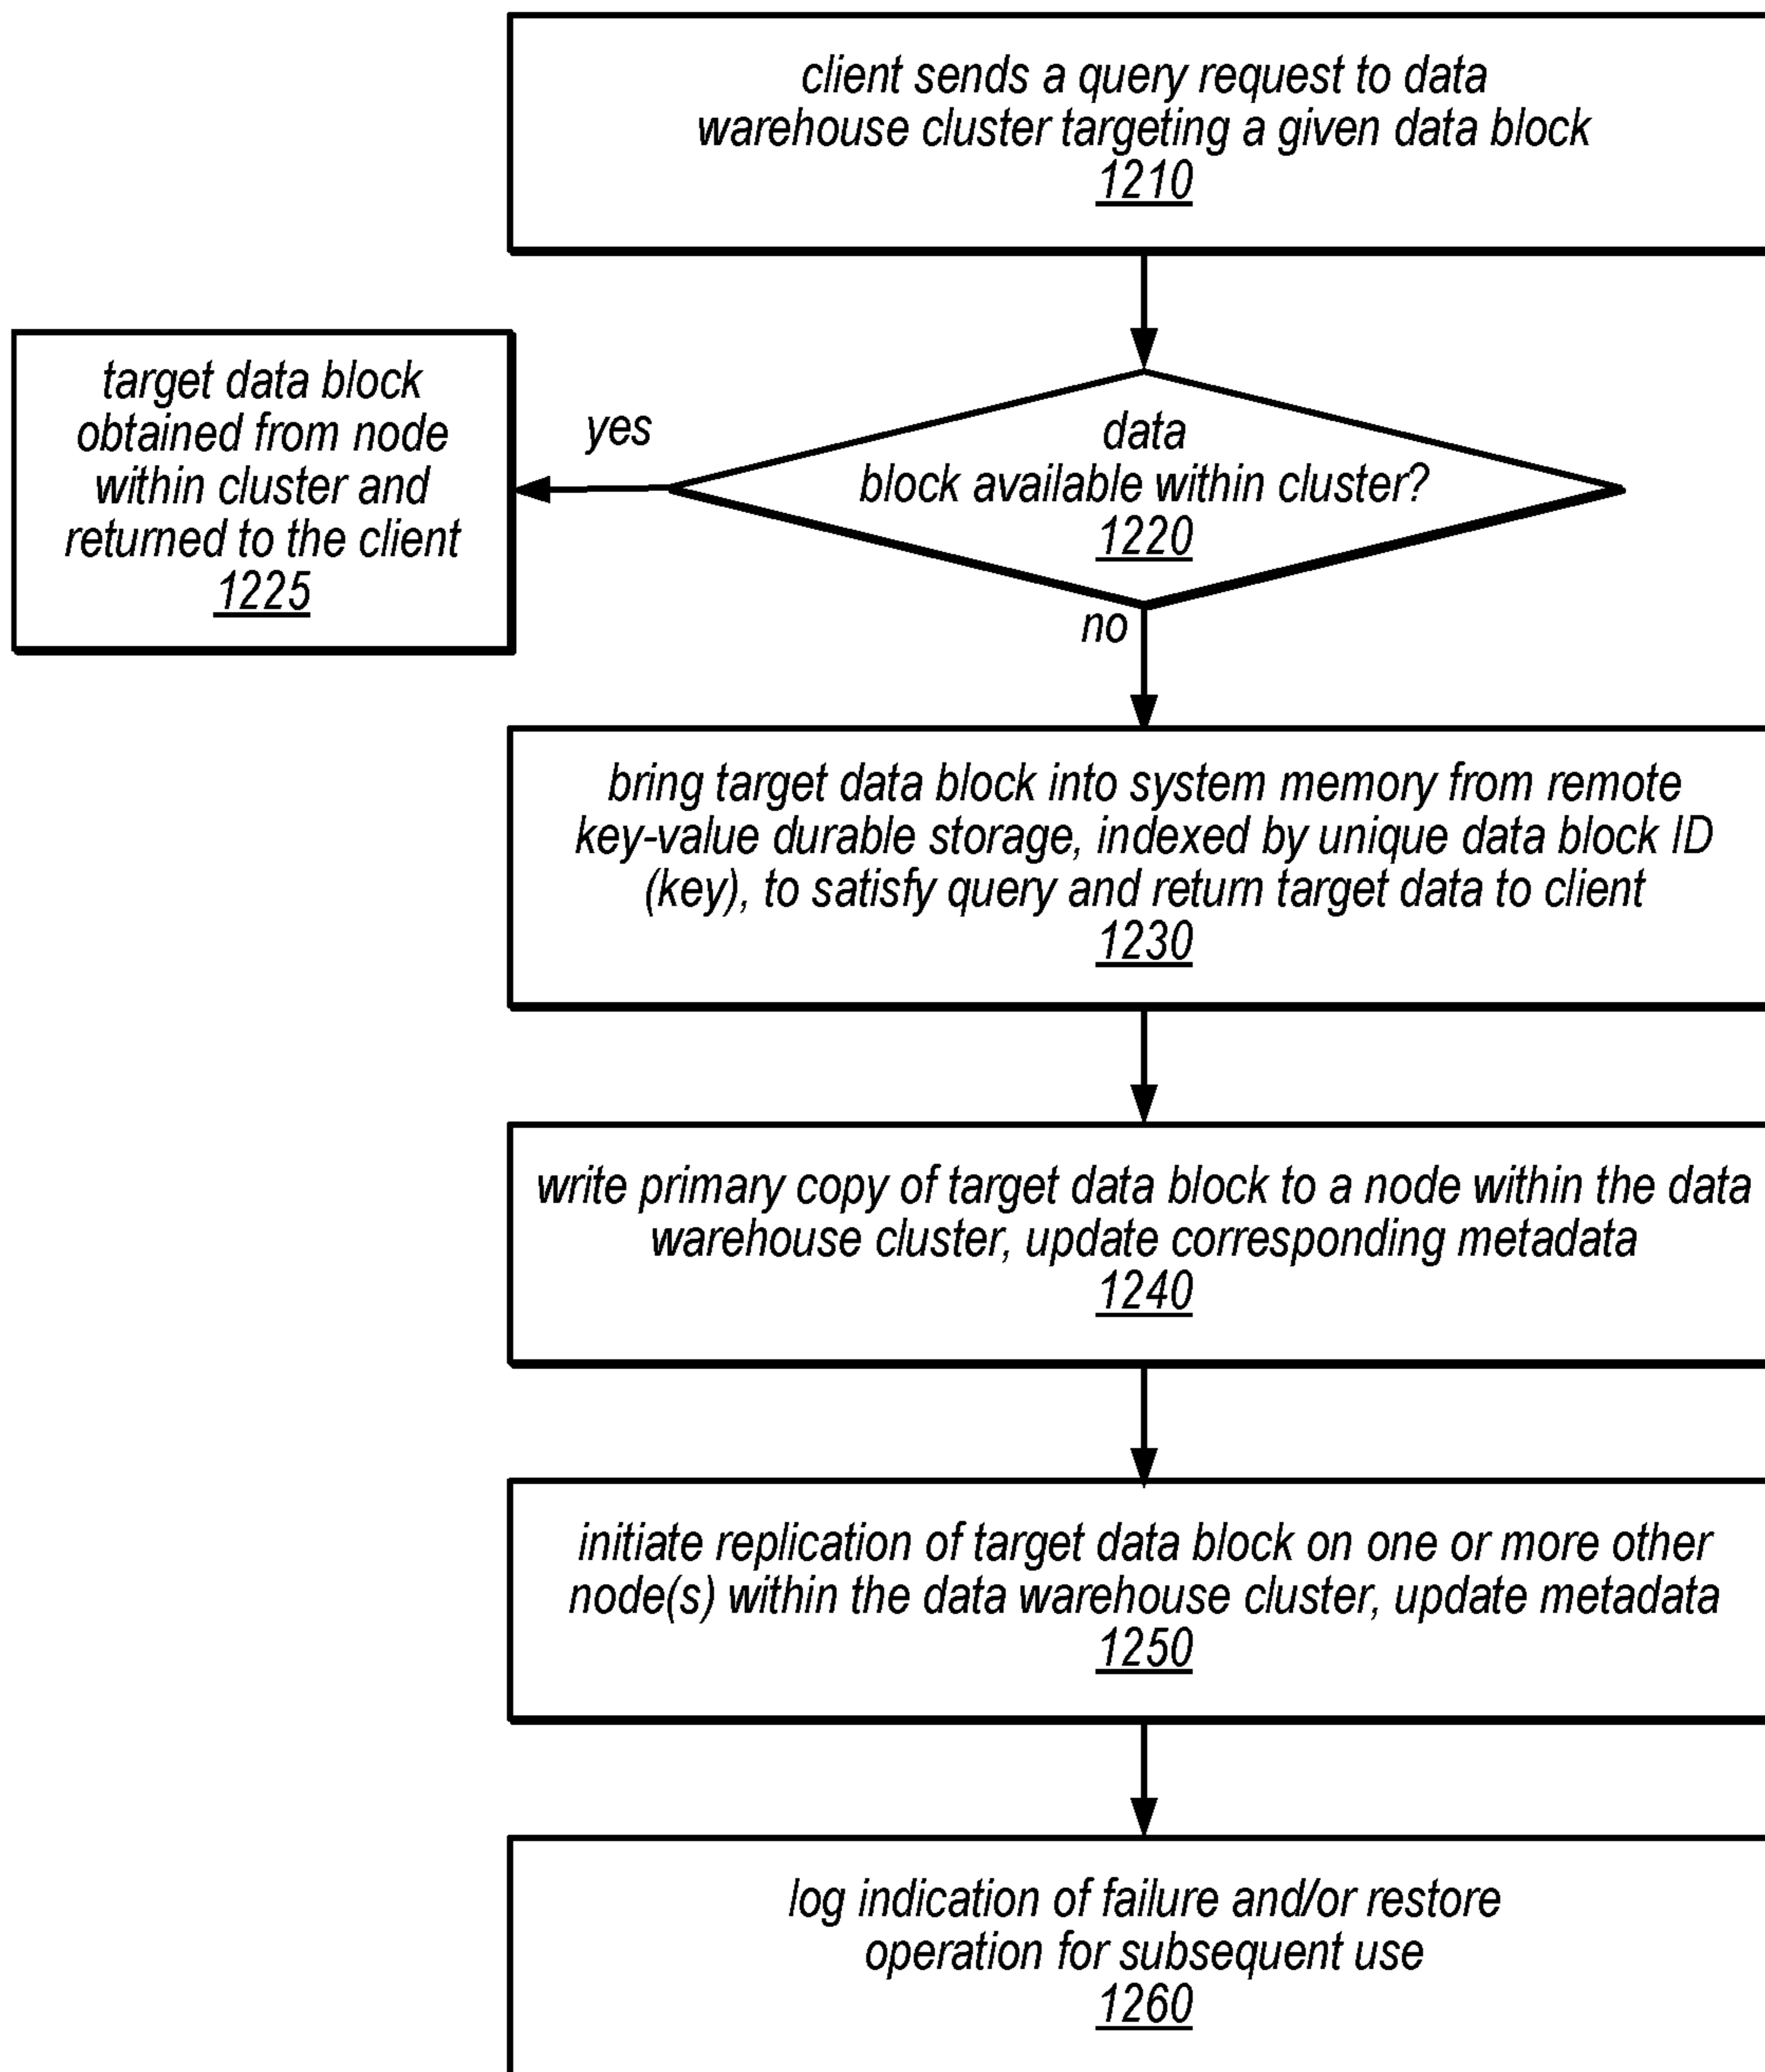 client sends a query request to data
warehouse cluster targeting a given data block
1210
target data block
obtained from node
within cluster and
returned to the client
1225
yes
data
block available within cluster?
1220
no
bring target data block into system memory from remote
key-value durable storage, indexed by unique data block ID
(key), to satisfy query and return target data to client
1230
write primary copy of target data block to a node within the data
warehouse cluster, update corresponding metadata
1240
initiate replication of target data block on one or more other
node(s) within the data warehouse cluster, update metadata
1250
log indication of failure and/or restore
operation for subsequent use
1260